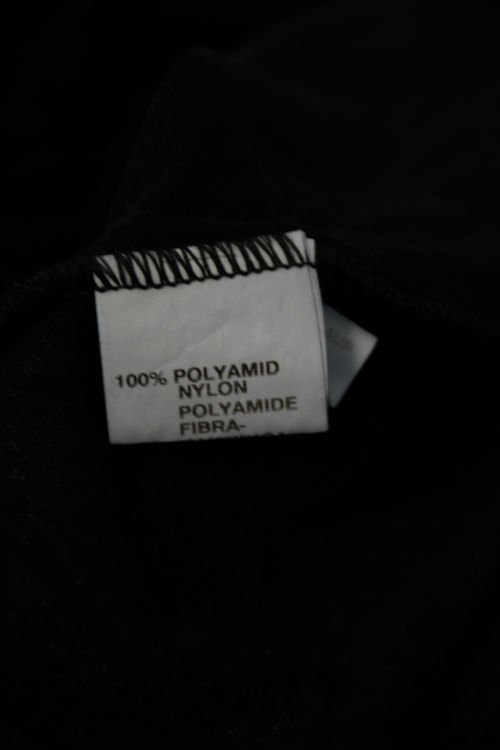 100% POLYAMID
NYLON
POLYAMIDE
FIBRA-